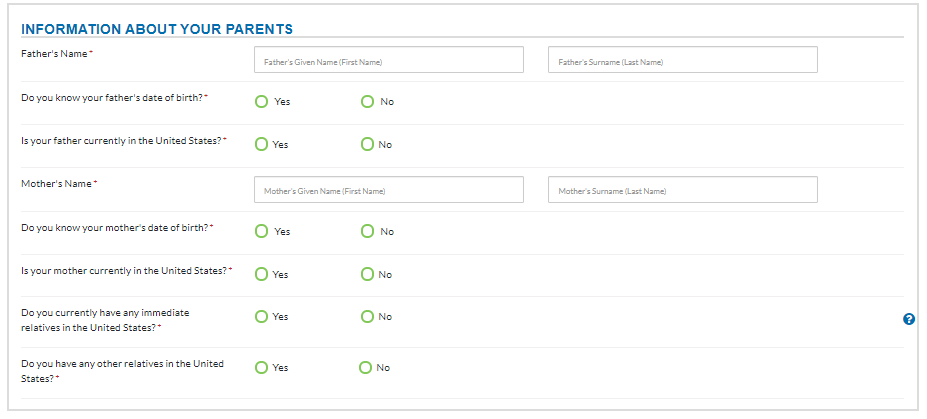 INFORMATION ABOUT YOUR PARENTS
Father's Name*
Father's Given Name (First Name)
Father's Surname (Last Name)
Do you know your father's date of birth?*
Yes
No
Is your father currently in the United States?*
Yes
No
Mother's Name*
Mother's Given Name (First Name)
Mother's Surname (Last Name)
Do you know your mother's date of birth?*
Yes
No
Is your mother currently in the United States?*
Yes
No
Do you currently have any immediate
relatives in the United States?*
Yes
No
?
Do you have any other relatives in the United
States?*
Yes
No